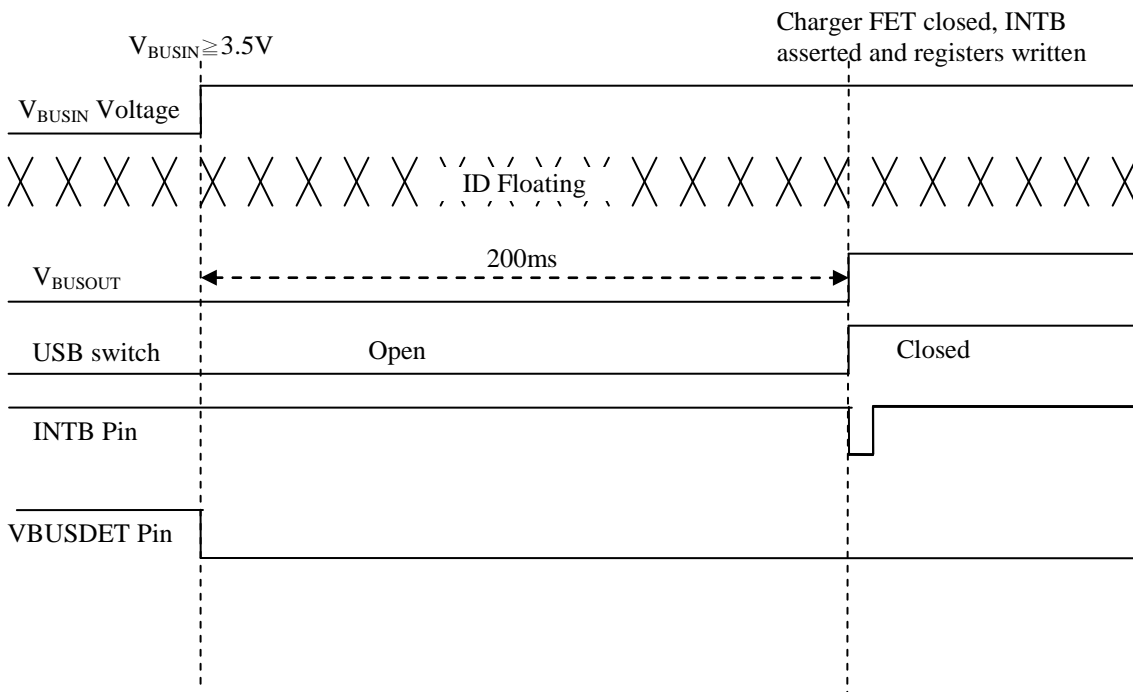 Charger FET closed, INTB
asserted and registers written
VBUSIN≧3.5V
VBUSIN Voltage
ID Floating
200ms
VBUSOUT
USB switch
Open
Closed
INTB Pin
VBUSDET Pin